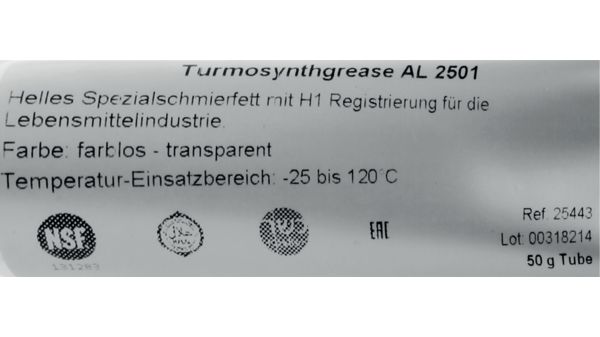 Turmosynthgrease AL 2501
Helles Spezialschmierfett mit H1 Registrierung für die
Lebensmittelindustrie.
Farbe: farblos - transparent
Temperatur-Einsatzbereich: -25 bis 120°C
NSF
EAC
Ref. 25443
Lot: 00318214
50 g Tube